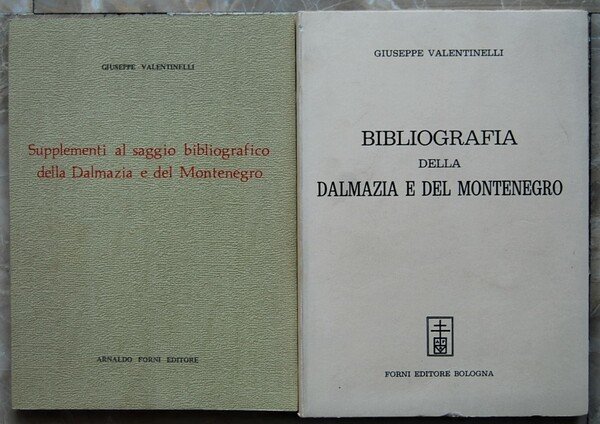 GIUSEPPE VALENTINELLI
Supplementi al saggio bibliografico
della Dalmazia e del Montenegro
ARNALDO FORNI EDITORE
GIUSEPPE VALENTINELLI
BIBLIOGRAFIA
DELLA
DALMAZIA E DEL MONTENEGRO
FORNI EDITORE BOLOGNA